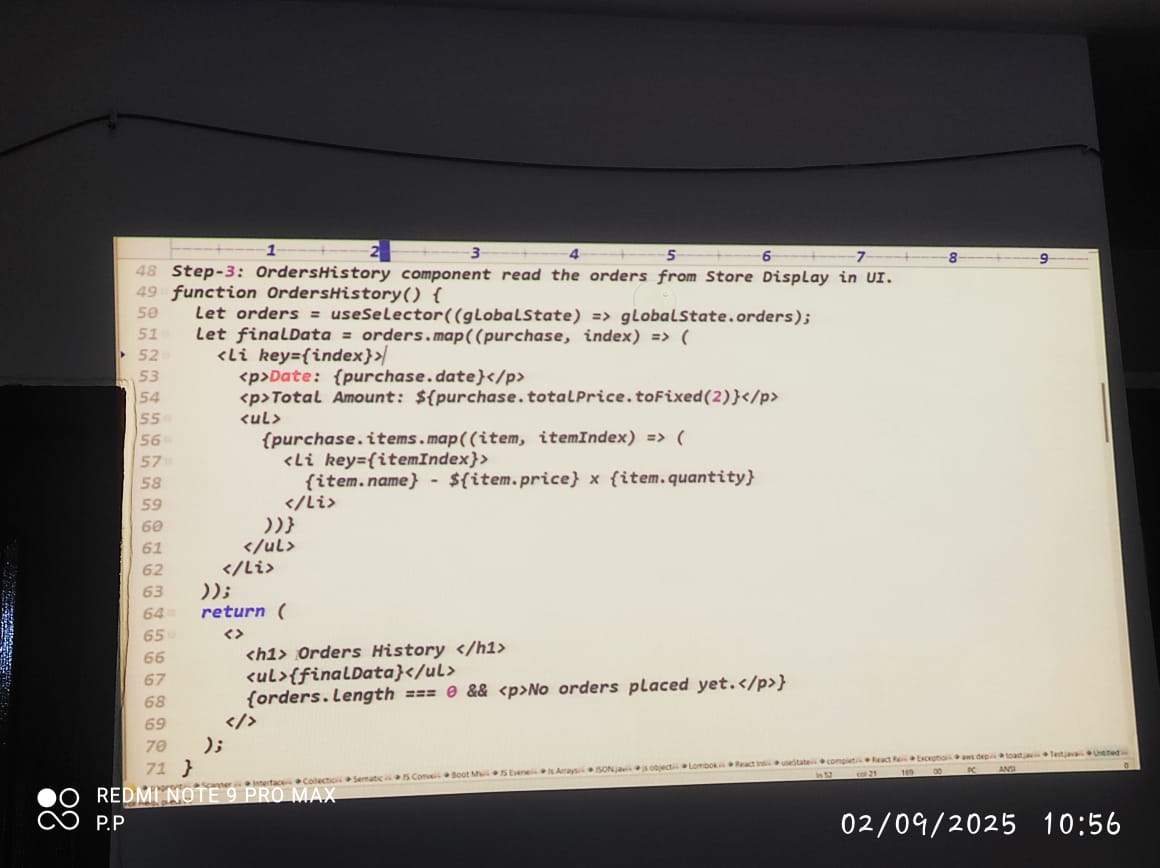 1 2 3 4 5 6 7 8 9
48 Step-3: OrdersHistory component read the orders from Store Display in UI.
49 function OrdersHistory() {
50 let orders = useSelector((globalState) => globalState.orders);
51 let finalData = orders.map((purchase, index) => (
52 <li key={index}>
53 <p>Date: {purchase.date}</p>
54 <p>Total Amount: ${purchase.totalPrice.toFixed(2)}</p>
55 <ul>
56 {purchase.items.map((item, itemIndex) => (
57 <li key={itemIndex}>
58 {item.name} - ${item.price} x {item.quantity}
59 </li>
60 ))}
61 </ul>
62 </li>
63 ));
64 return (
65 <>
66 <h1> Orders History </h1>
67 <ul>{finalData}</ul>
68 {orders.length === 0 && <p>No orders placed yet.</p>}
69 </>
70 );
71 }
Scanner Interface Collectio Sematic JS Conve Boot M JS Evene Js Arrays JSON.jav js object Lombok React Ins useState complet React Re Exception aws dep toast.jav Test.java Untitled
ln 52 col 21 169 00 PC ANSI 0
REDMI NOTE 9 PRO MAX
P.P
02/09/2025 10:56